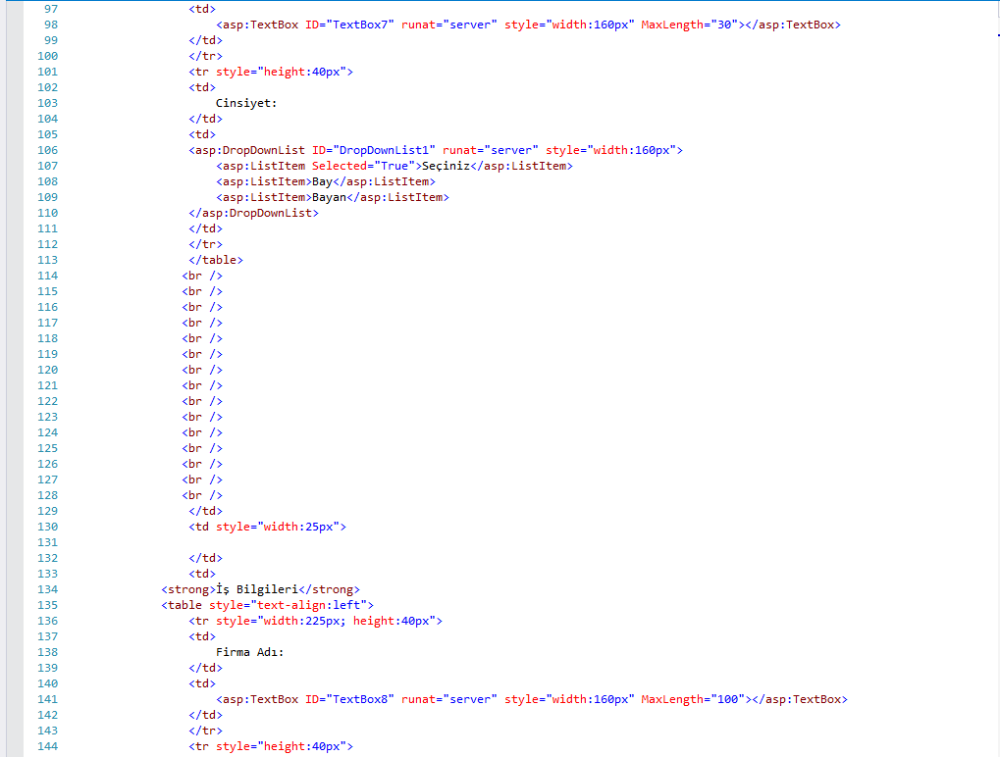 97 <td>
98 <asp:TextBox ID="TextBox7" runat="server" style="width:160px" MaxLength="30"></asp:TextBox>
99 </td>
100 </tr>
101 <tr style="height:40px">
102 <td>
103 Cinsiyet:
104 </td>
105 <td>
106 <asp:DropDownList ID="DropDownList1" runat="server" style="width:160px">
107 <asp:ListItem Selected="True">Seçiniz</asp:ListItem>
108 <asp:ListItem>Bay</asp:ListItem>
109 <asp:ListItem>Bayan</asp:ListItem>
110 </asp:DropDownList>
111 </td>
112 </tr>
113 </table>
114 <br />
115 <br />
116 <br />
117 <br />
118 <br />
119 <br />
120 <br />
121 <br />
122 <br />
123 <br />
124 <br />
125 <br />
126 <br />
127 <br />
128 <br />
129 </td>
130 <td style="width:25px">
131
132 </td>
133 <td>
134 <strong>İş Bilgileri</strong>
135 <table style="text-align:left">
136 <tr style="width:225px; height:40px">
137 <td>
138 Firma Adı:
139 </td>
140 <td>
141 <asp:TextBox ID="TextBox8" runat="server" style="width:160px" MaxLength="100"></asp:TextBox>
142 </td>
143 </tr>
144 <tr style="height:40px">